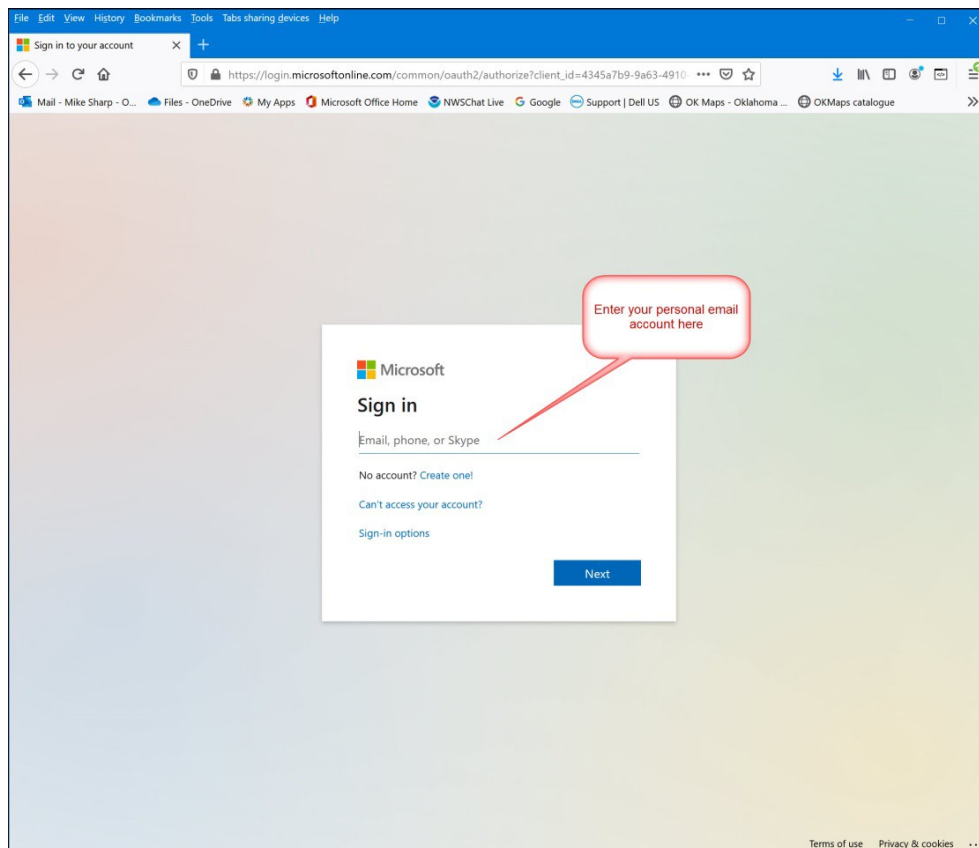 File Edit View History Bookmarks Tools Tabs sharing devices Help
Sign in to your account
https://login.microsoftonline.com/common/oauth2/authorize?client_id=4345a7b9-9a63-4910-
Mail - Mike Sharp - O... Files - OneDrive My Apps Microsoft Office Home NWSChat Live Google Support | Dell US OK Maps - Oklahoma ... OKMaps catalogue
Enter your personal email
account here
Microsoft
Sign in
Email, phone, or Skype
No account? Create one!
Can't access your account?
Sign-in options
Next
Terms of use Privacy & cookies